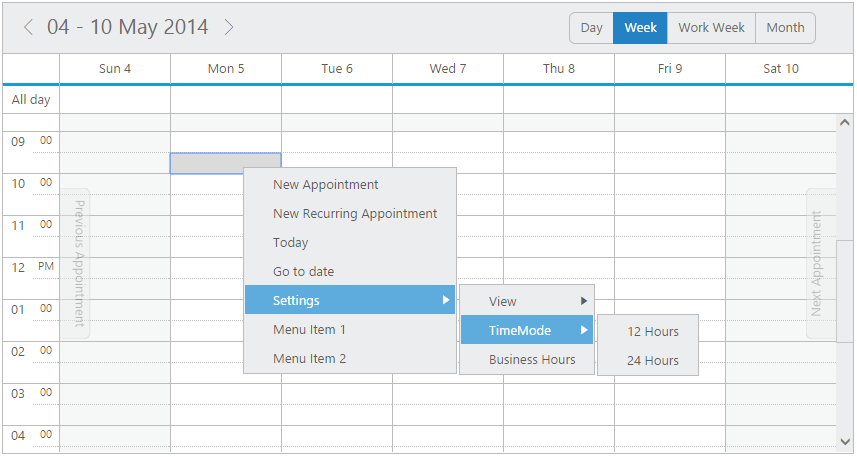 04 - 10 May 2014
Day Week Work Week Month
Sun 4 Mon 5 Tue 6 Wed 7 Thu 8 Fri 9 Sat 10
All day
09 00
10 00
11 00
12 PM
01 00
02 00
03 00
04 00
Previous Appointment
Next Appointment
New Appointment
New Recurring Appointment
Today
Go to date
Settings
Menu Item 1
Menu Item 2
View
TimeMode
Business Hours
12 Hours
24 Hours